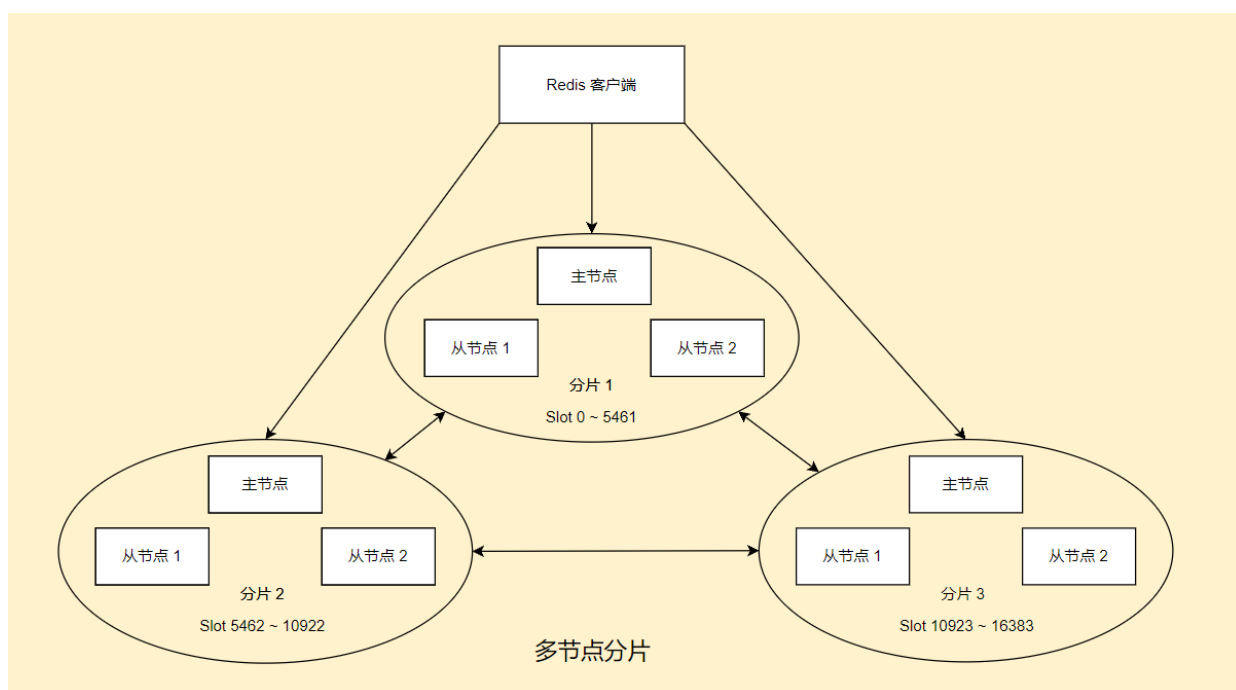 Redis 客户端
主节点
从节点 1
从节点 2
分片 1
Slot 0 ~ 5461
主节点
从节点 1
从节点 2
分片 2
Slot 5462 ~ 10922
主节点
从节点 1
从节点 2
分片 3
Slot 10923 ~ 16383
多节点分片